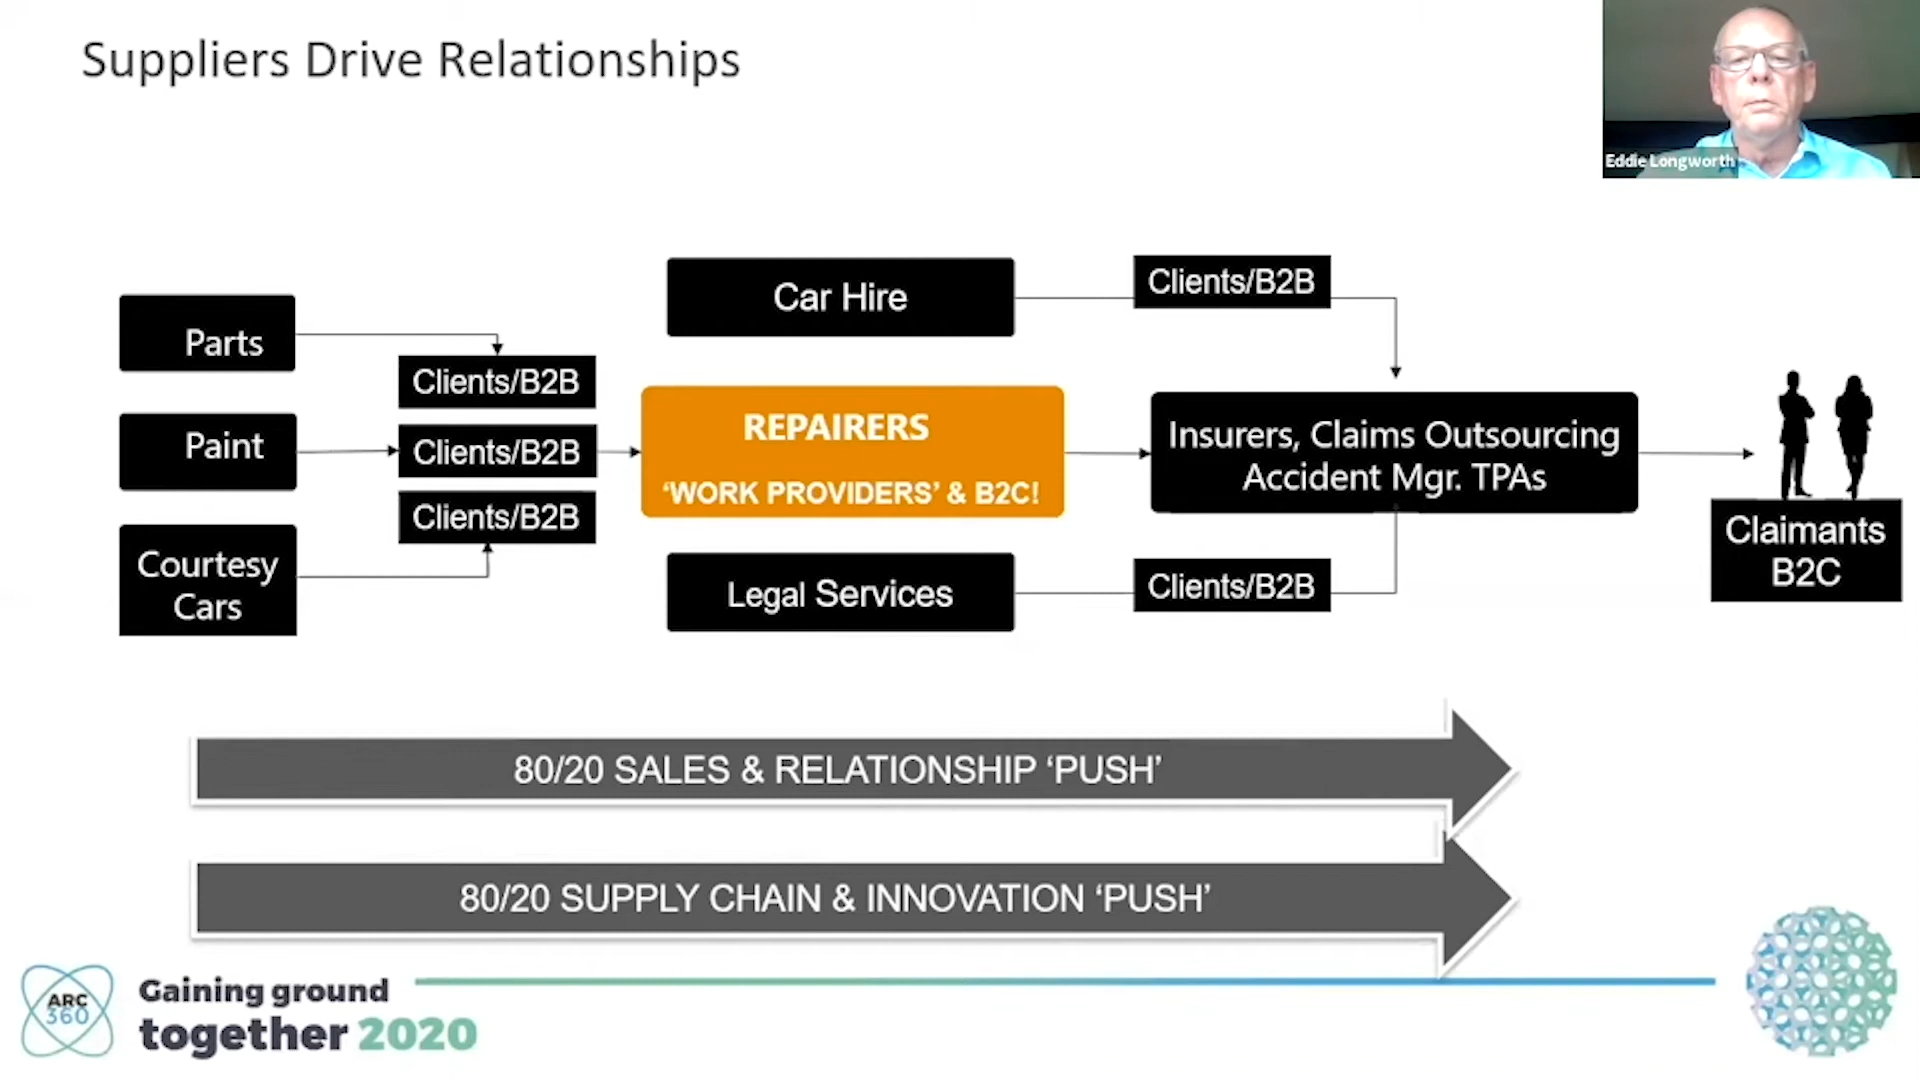 Suppliers Drive Relationships
Eddie Longworth
Car Hire
Clients/B2B
Parts
Clients/B2B
Paint
Clients/B2B
Courtesy
Cars
Clients/B2B
REPAIRERS
‘WORK PROVIDERS’ & B2C!
Insurers, Claims Outsourcing
Accident Mgr. TPAs
Legal Services
Clients/B2B
Claimants
B2C
80/20 SALES & RELATIONSHIP ‘PUSH’
80/20 SUPPLY CHAIN & INNOVATION ‘PUSH’
ARC
360
Gaining ground
together 2020